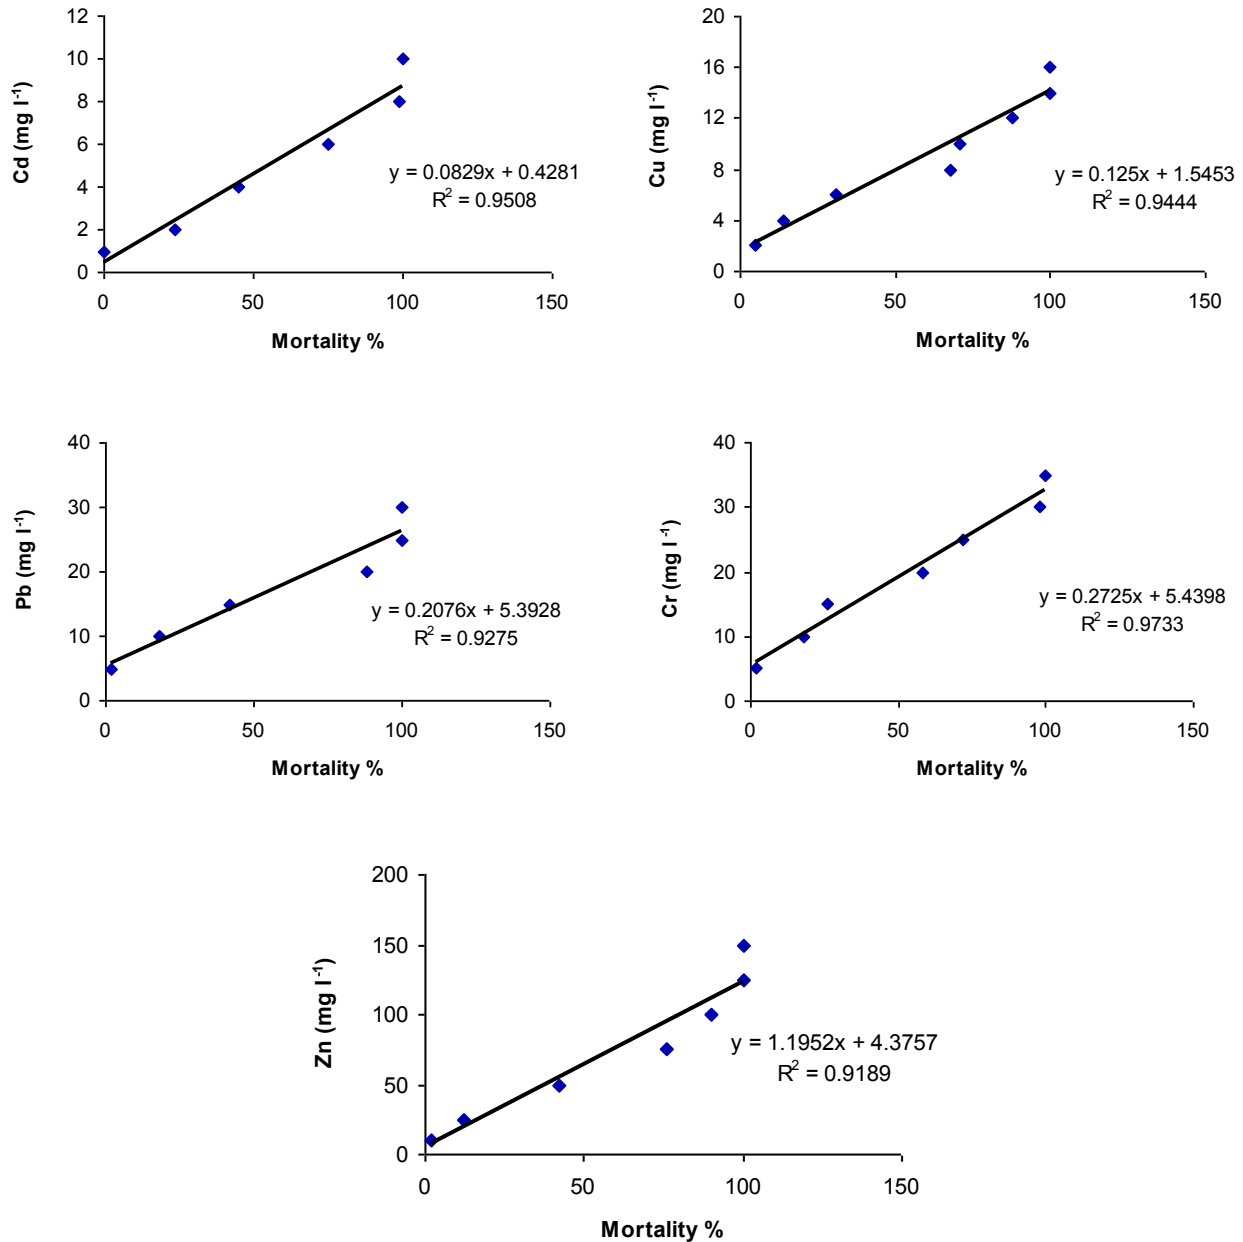 12
10
8
6
4
2
0
Cd (mg l⁻¹)
y = 0.0829x + 0.4281
R² = 0.9508
0 50 100 150
Mortality %
20
16
12
8
4
0
Cu (mg l⁻¹)
y = 0.125x + 1.5453
R² = 0.9444
0 50 100 150
Mortality %
40
30
20
10
0
Pb (mg l⁻¹)
y = 0.2076x + 5.3928
R² = 0.9275
0 50 100 150
Mortality %
40
30
20
10
0
Cr (mg l⁻¹)
y = 0.2725x + 5.4398
R² = 0.9733
0 50 100 150
Mortality %
200
150
100
50
0
Zn (mg l⁻¹)
y = 1.1952x + 4.3757
R² = 0.9189
0 50 100 150
Mortality %